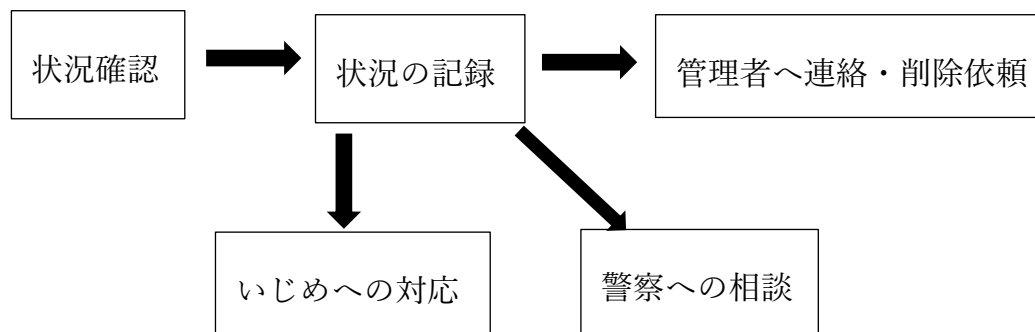 状況確認
状況の記録
管理者へ連絡・削除依頼
いじめへの対応
警察への相談